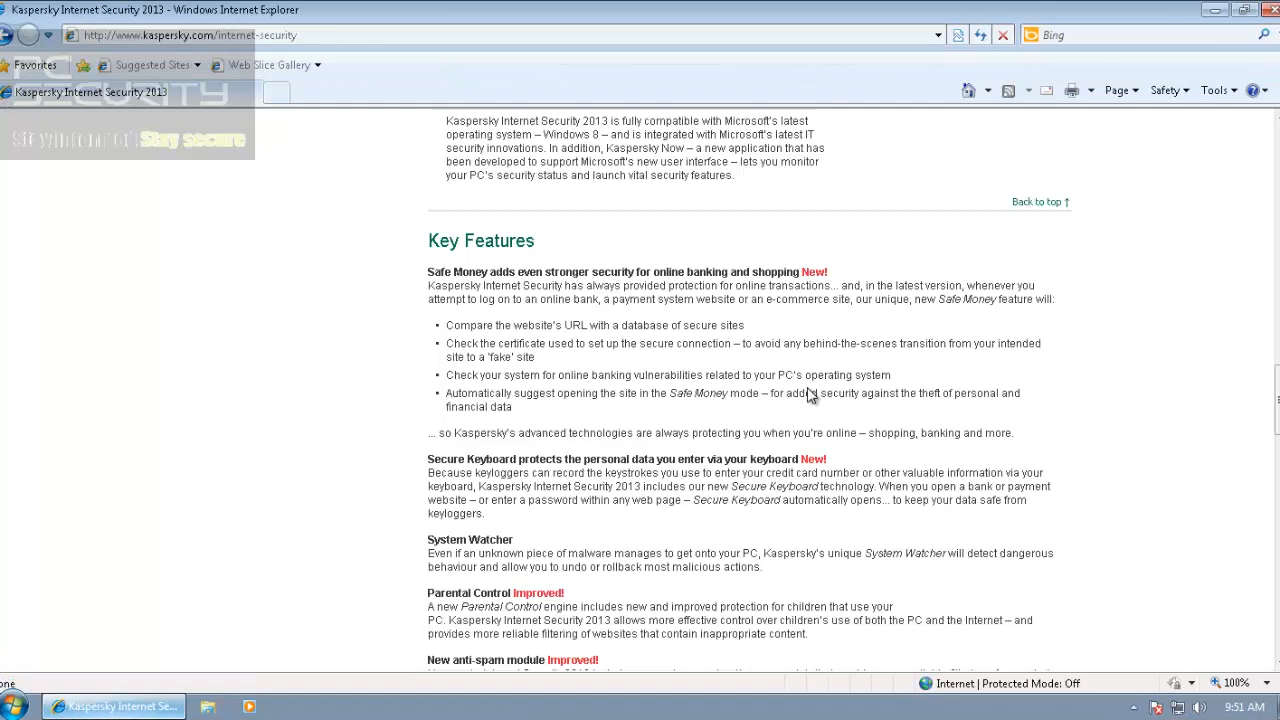 Kaspersky Internet Security 2013 - Windows Internet Explorer
http://www.kaspersky.com/internet-security
Bing
Favorites
Suggested Sites
Web Slice Gallery
PC
SECURITY
Kaspersky Internet Security 2013
Page
Safety
Tools
Stay secure
Kaspersky Internet Security 2013 is fully compatible with Microsoft's latest
operating system – Windows 8 – and is integrated with Microsoft's latest IT
security innovations. In addition, Kaspersky Now – a new application that has
been developed to support Microsoft's new user interface – lets you monitor
your PC's security status and launch vital security features.
Back to top ↑
Key Features
Safe Money adds even stronger security for online banking and shopping New!
Kaspersky Internet Security has always provided protection for online transactions... and, in the latest version, whenever you
attempt to log on to an online bank, a payment system website or an e-commerce site, our unique, new Safe Money feature will:
• Compare the website's URL with a database of secure sites
• Check the certificate used to set up the secure connection – to avoid any behind-the-scenes transition from your intended
site to a 'fake' site
• Check your system for online banking vulnerabilities related to your PC's operating system
• Automatically suggest opening the site in the Safe Money mode – for added security against the theft of personal and
financial data
... so Kaspersky's advanced technologies are always protecting you when you're online – shopping, banking and more.
Secure Keyboard protects the personal data you enter via your keyboard New!
Because keyloggers can record the keystrokes you use to enter your credit card number or other valuable information via your
keyboard, Kaspersky Internet Security 2013 includes our new Secure Keyboard technology. When you open a bank or payment
website – or enter a password within any web page – Secure Keyboard automatically opens... to keep your data safe from
keyloggers.
System Watcher
Even if an unknown piece of malware manages to get onto your PC, Kaspersky's unique System Watcher will detect dangerous
behaviour and allow you to undo or rollback most malicious actions.
Parental Control Improved!
A new Parental Control engine includes new and improved protection for children that use your
PC. Kaspersky Internet Security 2013 allows more effective control over children's use of both the PC and the Internet – and
provides more reliable filtering of websites that contain inappropriate content.
New anti-spam module Improved!
one
Internet | Protected Mode: Off
100%
Kaspersky Internet Se...
9:51 AM